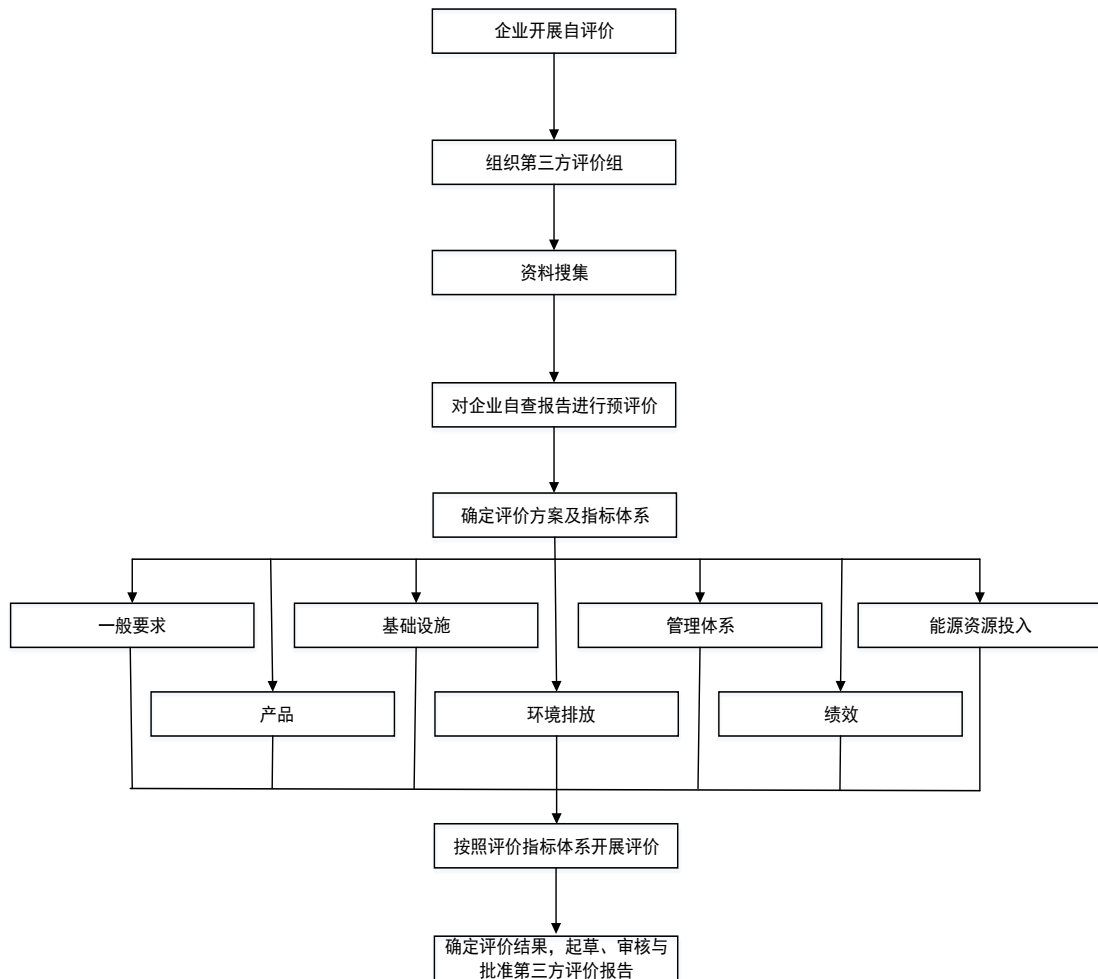 企业开展自评价
组织第三方评价组
资料搜集
对企业自查报告进行预评价
确定评价方案及指标体系
一般要求
基础设施
管理体系
能源资源投入
产品
环境排放
绩效
按照评价指标体系开展评价
确定评价结果，起草、审核与
批准第三方评价报告